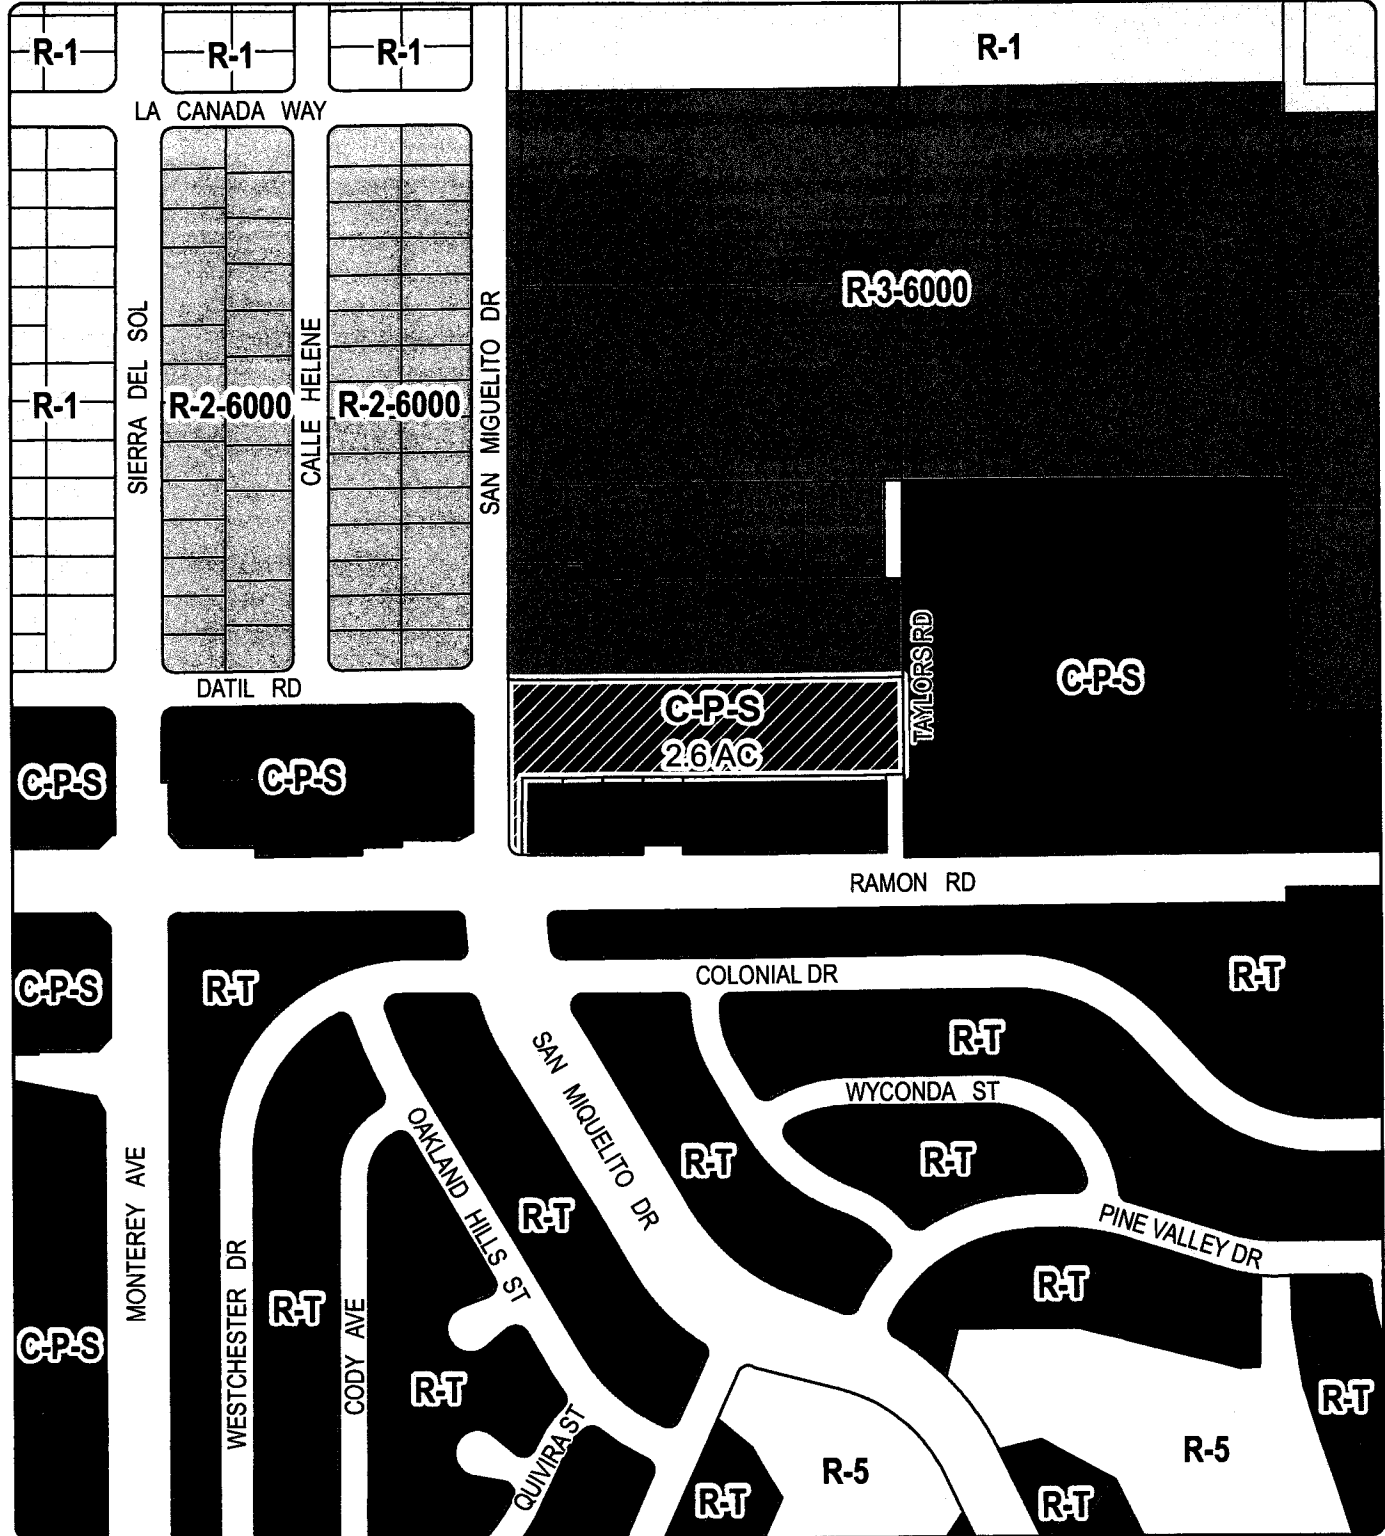 R-1
R-1
R-1
R-1
LA CANADA WAY
R-3-6000
SIERRA DEL SOL
CALLE HELENE
SAN MIGUELITO DR
R-1
R-2-6000
R-2-6000
TAYLORS RD
C-P-S
DATIL RD
C-P-S
2.6 AC
C-P-S
C-P-S
RAMON RD
C-P-S
R-T
COLONIAL DR
R-T
R-T
SAN MIQUELITO DR
WYCONDA ST
OAKLAND HILLS ST
R-T
R-T
R-T
PINE VALLEY DR
MONTEREY AVE
WESTCHESTER DR
R-T
CODY AVE
R-T
C-P-S
R-T
R-T
QUIVIRA ST
R-5
R-5
R-T
R-T